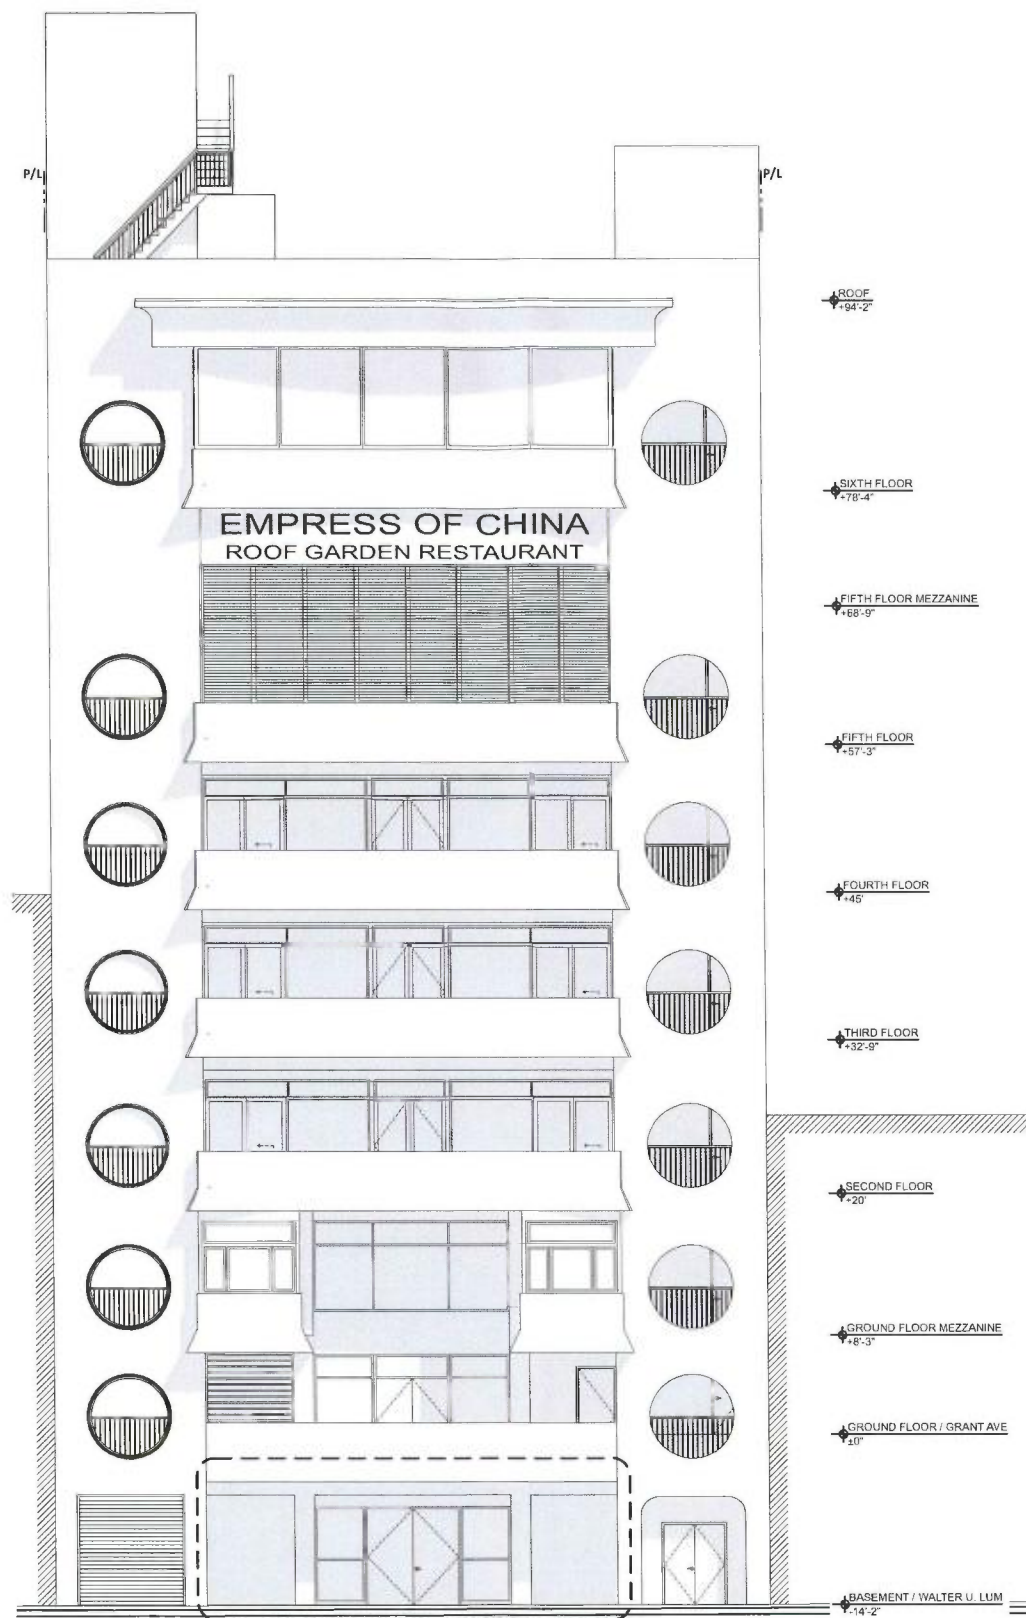 P/L
P/L
ROOF
+94'-2"
SIXTH FLOOR
+78'-4"
EMPRESS OF CHINA
ROOF GARDEN RESTAURANT
FIFTH FLOOR MEZZANINE
+68'-9"
FIFTH FLOOR
+57'-3"
FOURTH FLOOR
+45'
THIRD FLOOR
+32'-9"
SECOND FLOOR
+20'
GROUND FLOOR MEZZANINE
+8'-3"
GROUND FLOOR / GRANT AVE
±0"
BASEMENT / WALTER U. LUM
-14'-2"